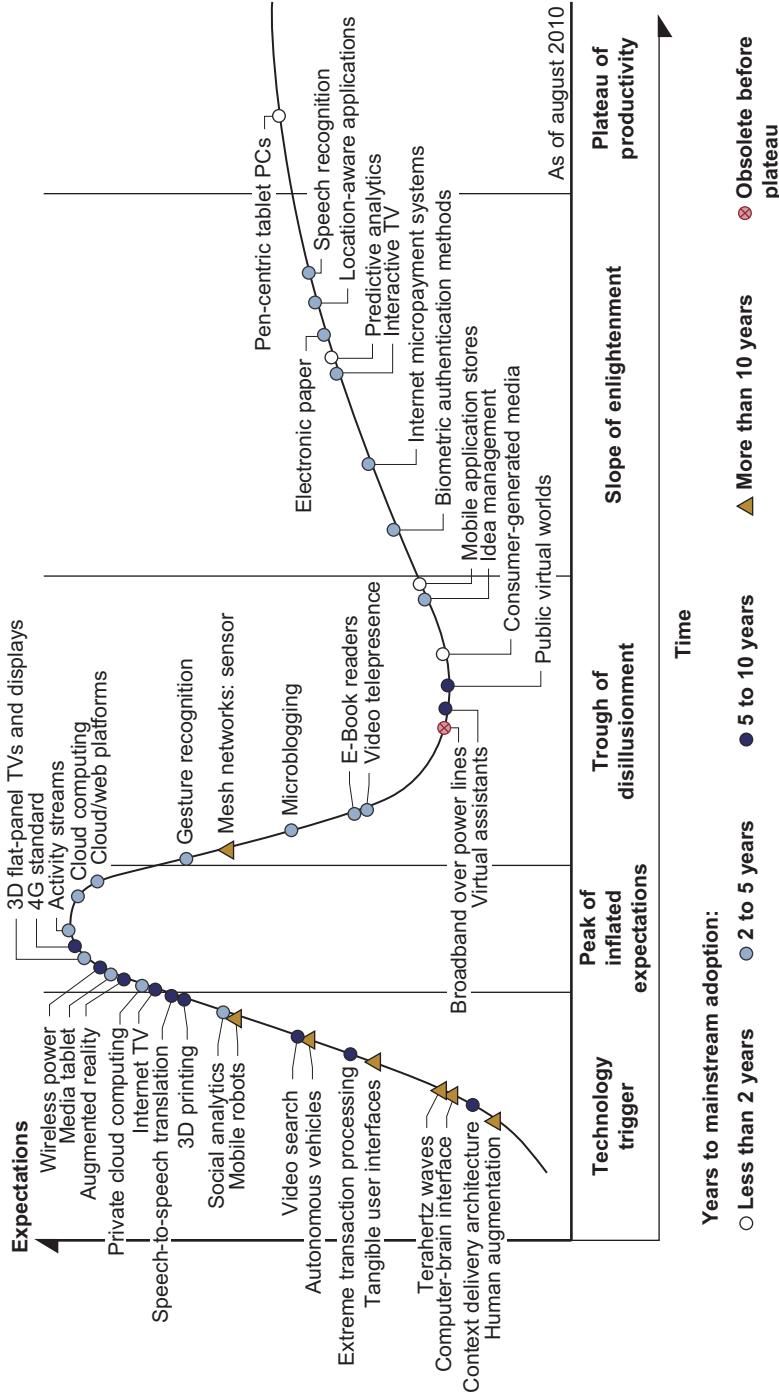 Expectations
3D flat-panel TVs and displays
4G standard
Activity streams
Cloud computing
Cloud/web platforms
Wireless power
Media tablet
Augmented reality
Private cloud computing
Internet TV
Speech-to-speech translation
3D printing
Social analytics
Mobile robots
Video search
Autonomous vehicles
Extreme transaction processing
Tangible user interfaces
Terahertz waves
Computer-brain interface
Context delivery architecture
Human augmentation
Gesture recognition
Mesh networks: sensor
Microblogging
E-Book readers
Video telepresence
Broadband over power lines
Virtual assistants
Public virtual worlds
Consumer-generated media
Idea management
Mobile application stores
Biometric authentication methods
Internet micropayment systems
Interactive TV
Predictive analytics
Electronic paper
Location-aware applications
Speech recognition
Pen-centric tablet PCs
As of august 2010
Technology
trigger
Peak of
inflated
expectations
Trough of
disillusionment
Slope of enlightenment
Plateau of
productivity
Time
Years to mainstream adoption:
Less than 2 years
2 to 5 years
5 to 10 years
More than 10 years
Obsolete before
plateau